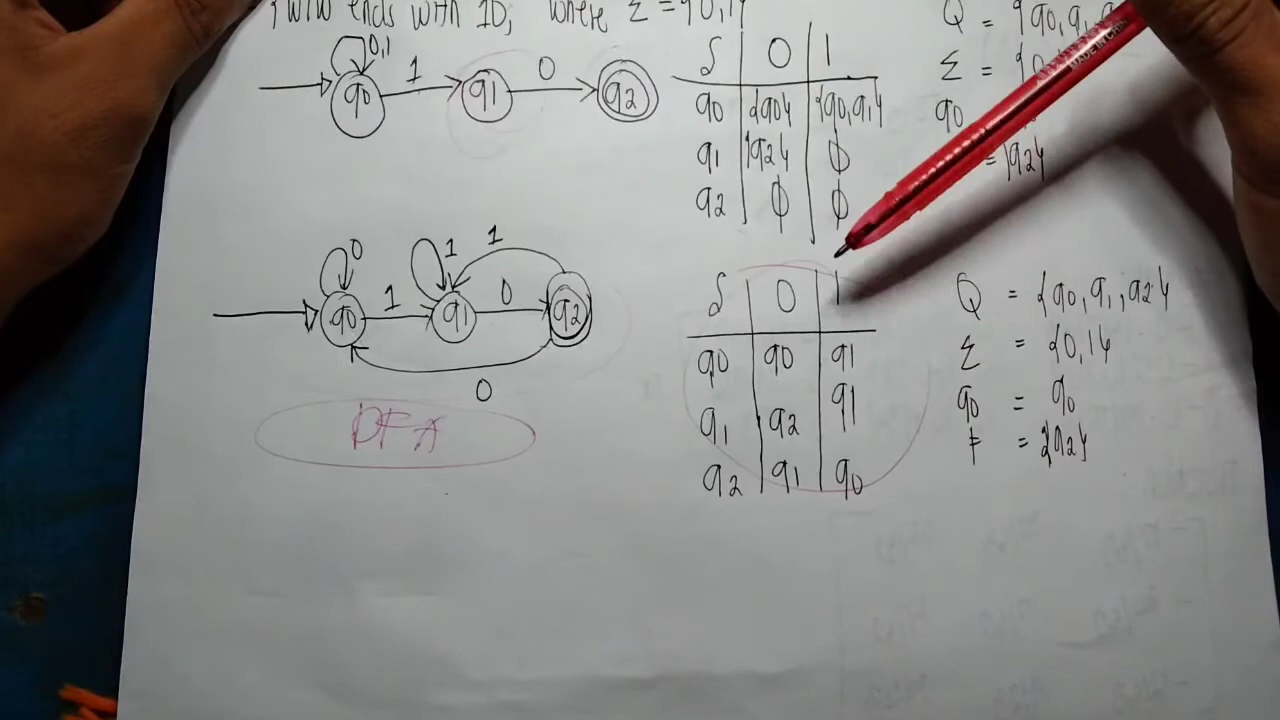 {w|w ends with 10, where Σ = {0,1}
0,1
1
0
q0
q1
q2
δ 0 1
q0 {q0} {q0,q1}
q1 {q2} ϕ
q2 ϕ ϕ
Q = {q0, q1
Σ = {0
q0
= {q2}
MADE IN
0
1
1
1
0
q0
q1
q2
0
DFA
δ 0 1
q0 q0 q1
q1 q2 q1
q2 q1 q0
Q = {q0, q1, q2}
Σ = {0,1}
q0 = q0
F = {q2}